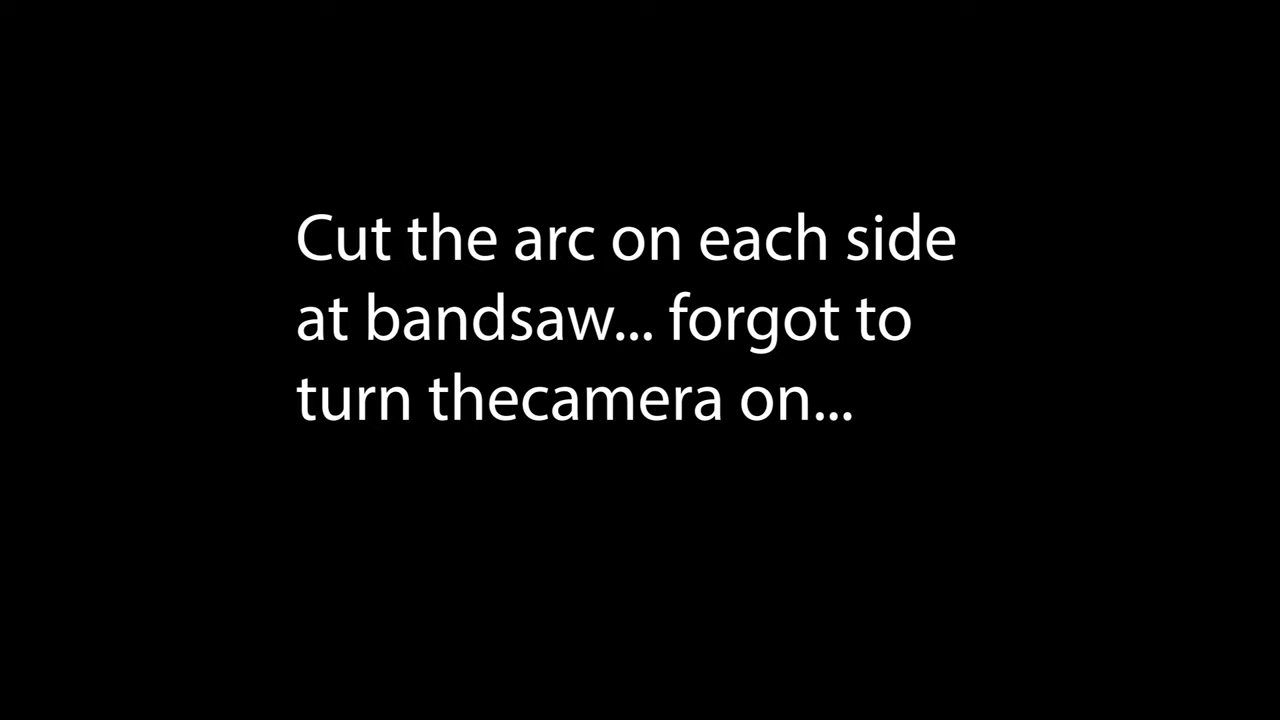 Cut the arc on each side
at bandsaw... forgot to
turn thecamera on...